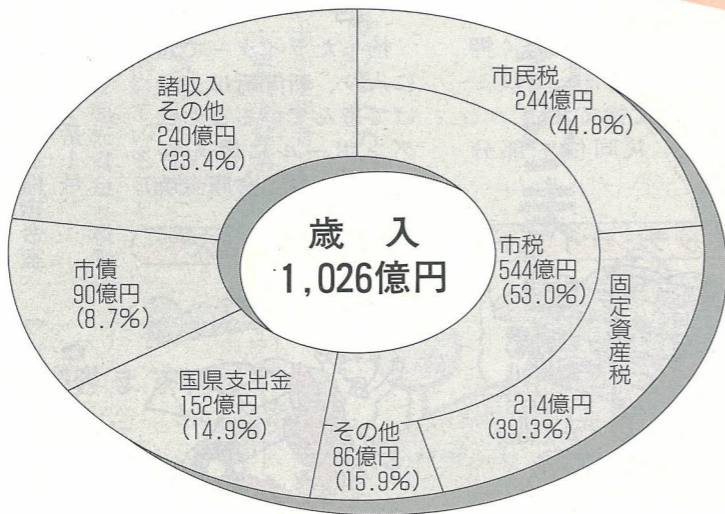 歳 入
1,026億円
市税
544億円
(53.0%)
市民税
244億円
(44.8%)
固定資産税
214億円
(39.3%)
その他
86億円
(15.9%)
国県支出金
152億円
(14.9%)
市債
90億円
(8.7%)
諸収入
その他
240億円
(23.4%)